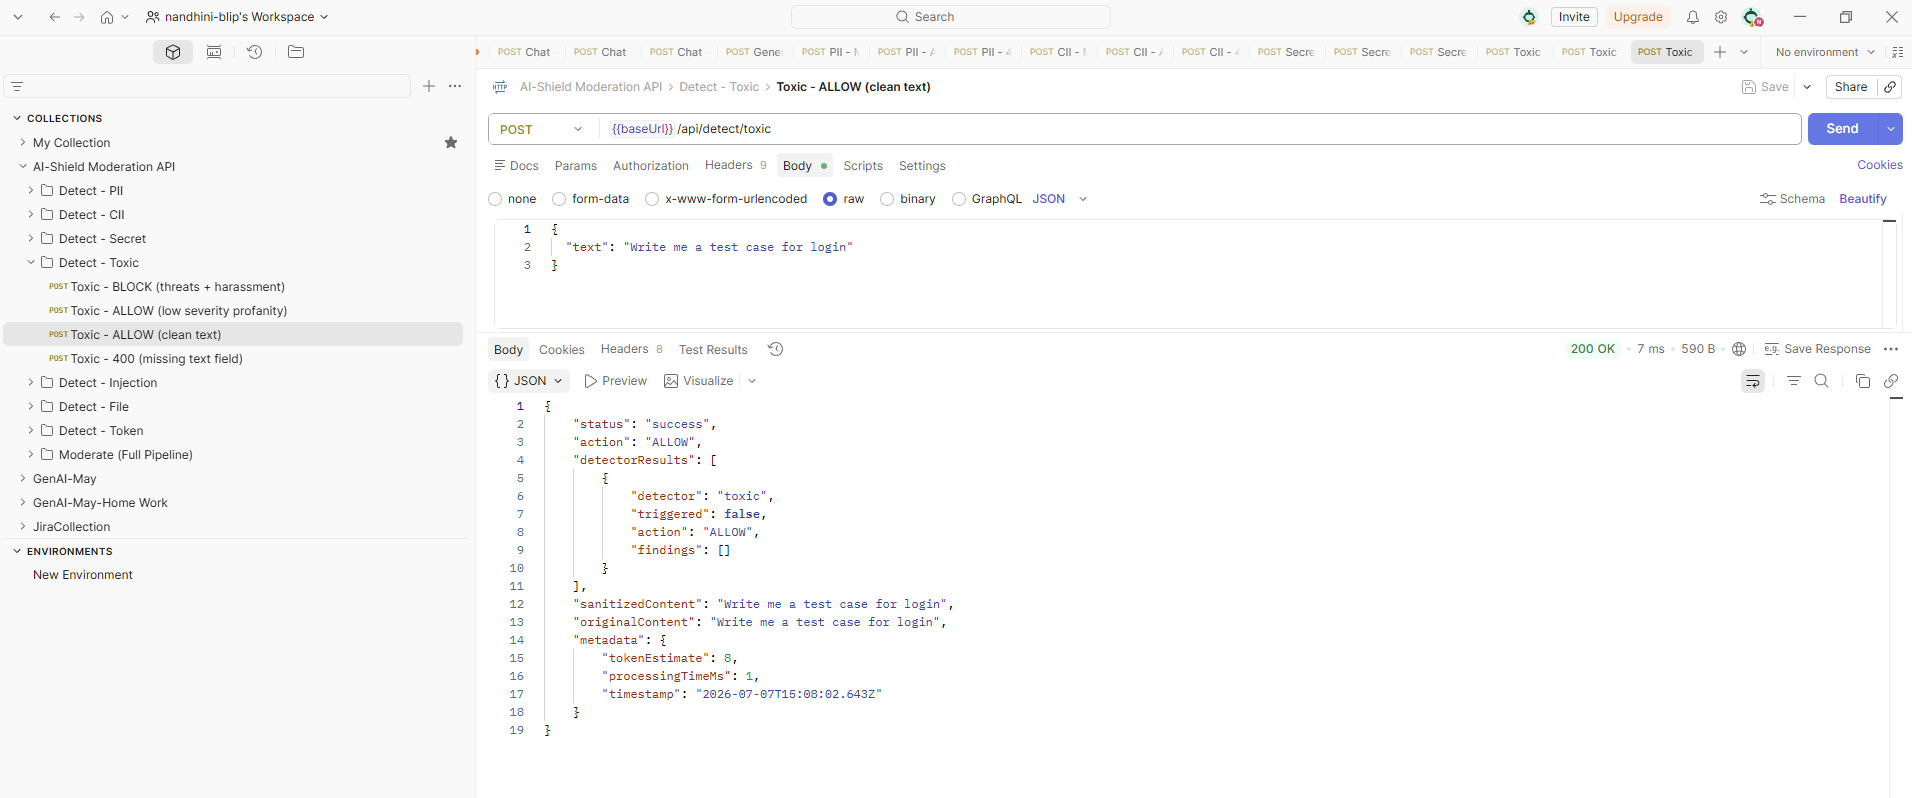 nandhini-blip's Workspace
Search
Invite
Upgrade
POST Chat
POST Chat
POST Chat
POST Gene
POST PII -
POST PII -
POST PII -
POST CII -
POST CII -
POST CII -
POST Secre
POST Secre
POST Secre
POST Toxic
POST Toxic
POST Toxic
No environment
COLLECTIONS
My Collection
AI-Shield Moderation API
Detect - PII
Detect - CII
Detect - Secret
Detect - Toxic
POST Toxic - BLOCK (threats + harassment)
POST Toxic - ALLOW (low severity profanity)
POST Toxic - ALLOW (clean text)
POST Toxic - 400 (missing text field)
Detect - Injection
Detect - File
Detect - Token
Moderate (Full Pipeline)
GenAI-May
GenAI-May-Home Work
JiraCollection
ENVIRONMENTS
New Environment
HTTP AI-Shield Moderation API > Detect - Toxic > Toxic - ALLOW (clean text)
Save
Share
POST {{baseUrl}} /api/detect/toxic
Send
Docs Params Authorization Headers 9 Body Scripts Settings
Cookies
none form-data x-www-form-urlencoded raw binary GraphQL JSON
Schema Beautify
1 {
2 "text": "Write me a test case for login"
3 }
Body Cookies Headers 8 Test Results
200 OK • 7 ms • 590 B
e.g. Save Response
{} JSON Preview Visualize
1 {
2 "status": "success",
3 "action": "ALLOW",
4 "detectorResults": [
5 {
6 "detector": "toxic",
7 "triggered": false,
8 "action": "ALLOW",
9 "findings": []
10 }
11 ],
12 "sanitizedContent": "Write me a test case for login",
13 "originalContent": "Write me a test case for login",
14 "metadata": {
15 "tokenEstimate": 8,
16 "processingTimeMs": 1,
17 "timestamp": "2026-07-07T15:08:02.643Z"
18 }
19 }